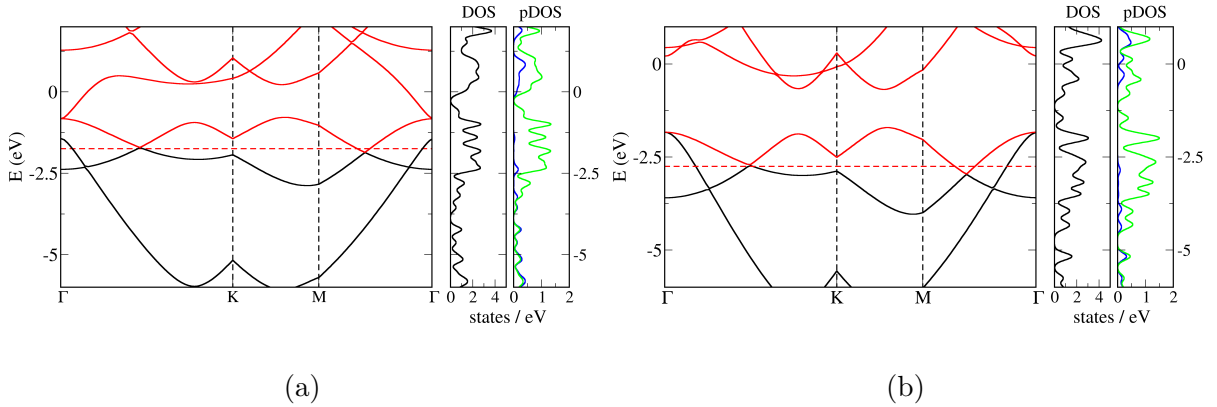 DOS pDOS DOS pDOS
E (eV) 0 -2.5 -5 0 -2.5 -5
E (eV) 0 -2.5 -5 0 -2.5 -5
Γ K M Γ 0 2 4 0 1 2
Γ K M Γ 0 2 4 0 1 2
states / eV states / eV
(a) (b)